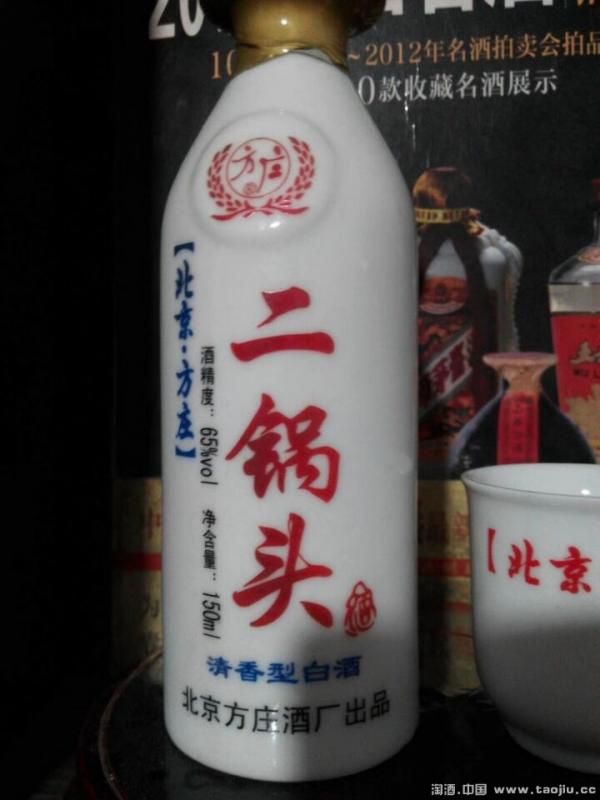 ~2012年名酒拍卖会拍品
0款收藏名酒展示
方庄
【北京·方庄】
酒精度：65%vol 净含量：150ml
二锅头
酒
清香型白酒
北京方庄酒厂出品
【北京
淘酒.中国 www.taojiu.cc